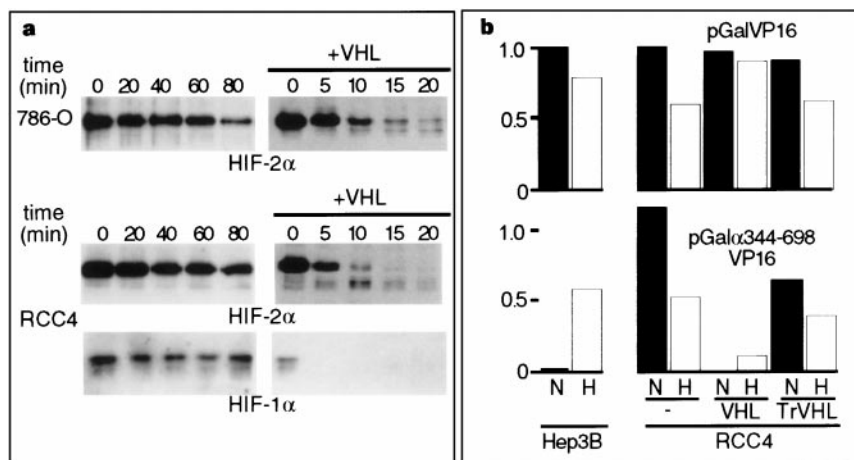 a
+VHL
time
(min)
0 20 40 60 80
0 5 10 15 20
786-O
HIF-2α
+VHL
time
(min)
0 20 40 60 80
0 5 10 15 20
RCC4
HIF-2α
HIF-1α
b
pGalVP16
1.0
0.5
0
pGalα344-698
VP16
1.0
0.5
0
N H N H N H N H
- VHL TrVHL
Hep3B RCC4